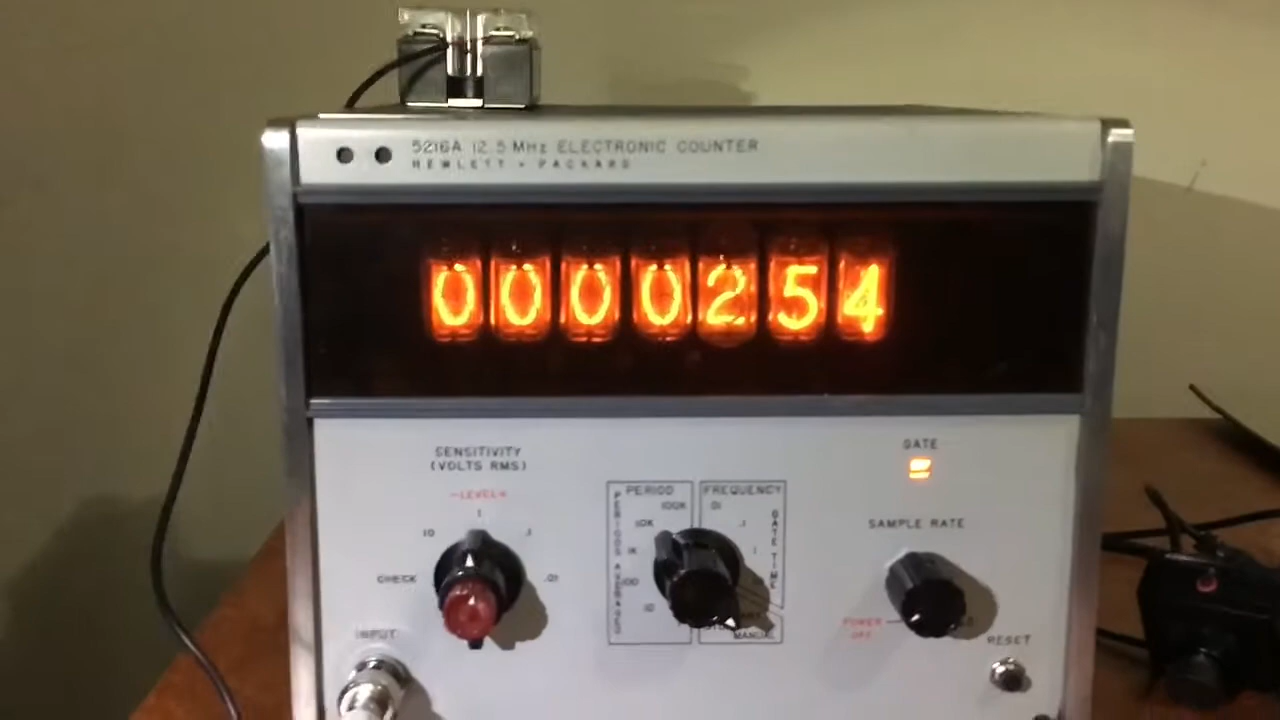 5216A 12.5 MHz ELECTRONIC COUNTER
HEWLETT • PACKARD
0000254
SENSITIVITY
(VOLTS RMS)
-LEVEL+
10 1 .1
CHECK .01
INPUT
PERIOD
PERIODS AVERAGED
100K
10K
1K
100
10
FREQUENCY
.01
.1
1
GATE TIME
MANUAL
GATE
SAMPLE RATE
POWER
OFF
RESET